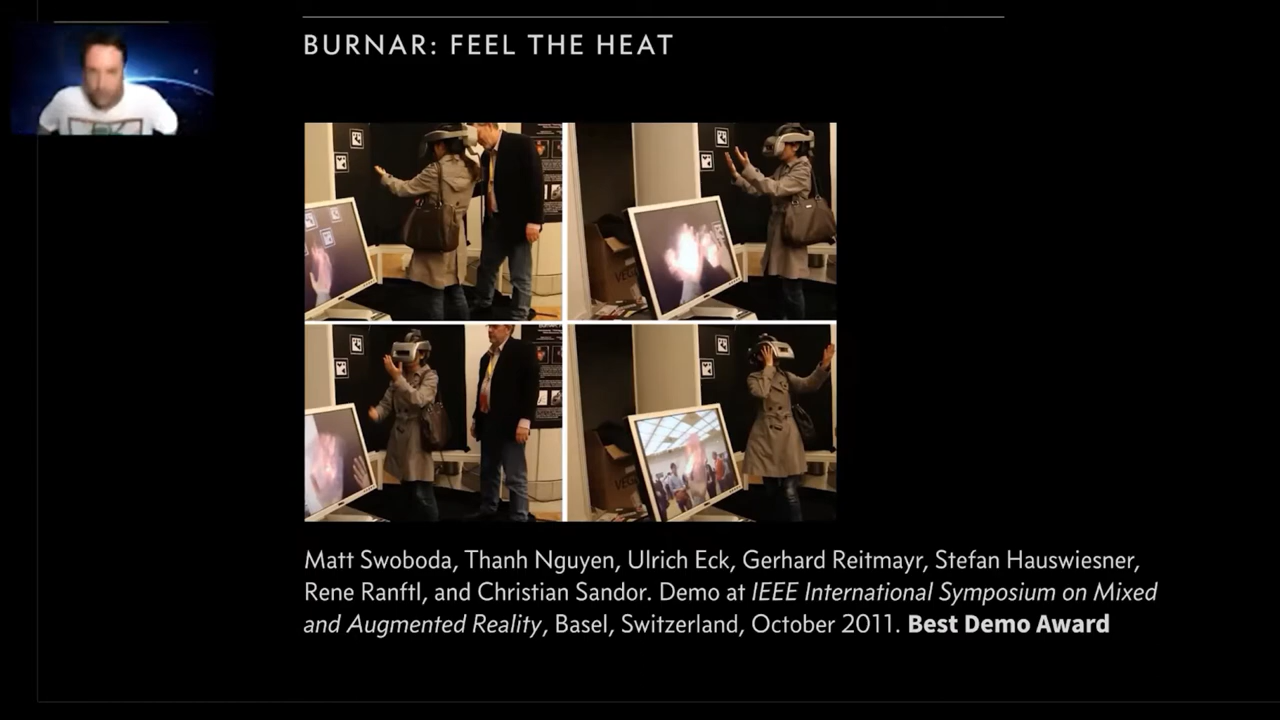 BURNAR: FEEL THE HEAT
Matt Swoboda, Thanh Nguyen, Ulrich Eck, Gerhard Reitmayr, Stefan Hauswiesner,
Rene Ranftl, and Christian Sandor. Demo at IEEE International Symposium on Mixed
and Augmented Reality, Basel, Switzerland, October 2011. Best Demo Award